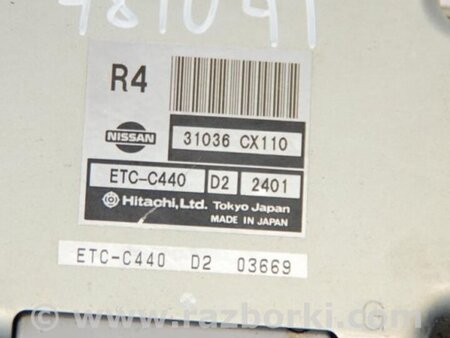 R4
NISSAN
31036 CX110
ETC-C440 D2 2401
Hitachi,Ltd. Tokyo Japan
MADE IN JAPAN
ETC-C440 D2 03669
www.razborki.com